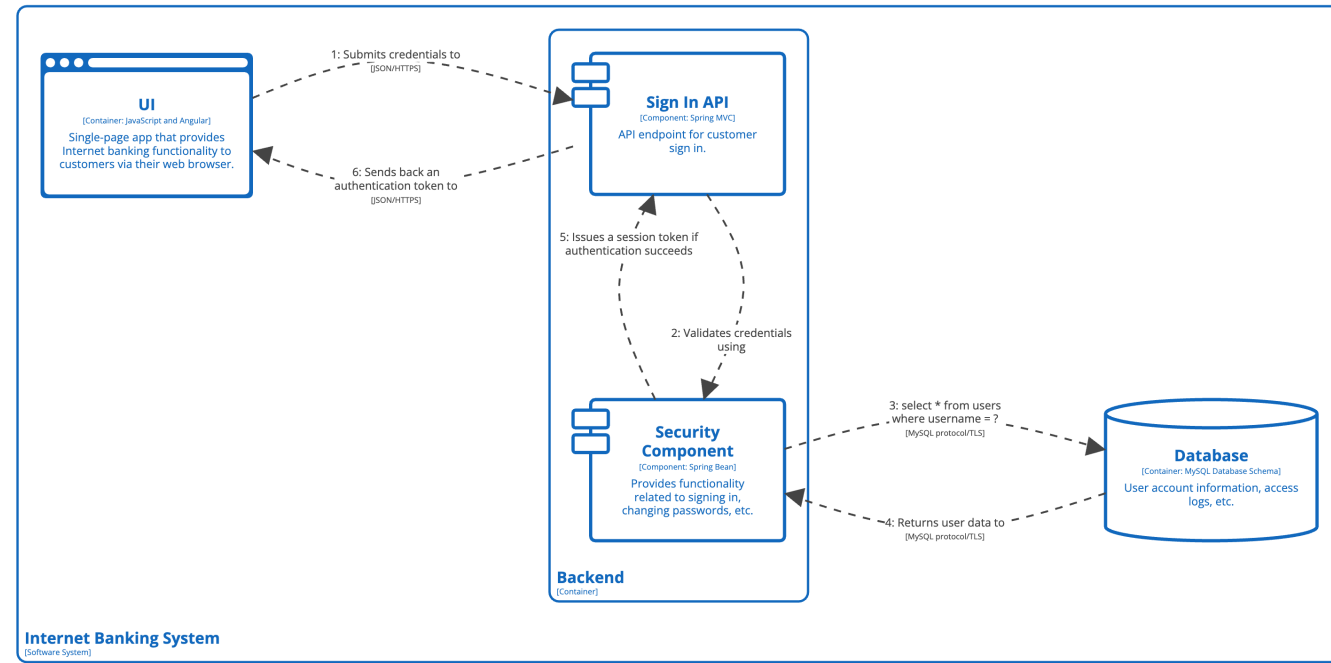 1: Submits credentials to
[JSON/HTTPS]
UI
[Container: JavaScript and Angular]
Single-page app that provides
Internet banking functionality to
customers via their web browser.
Sign In API
[Component: Spring MVC]
API endpoint for customer
sign in.
6: Sends back an
authentication token to
[JSON/HTTPS]
5: Issues a session token if
authentication succeeds
2: Validates credentials
using
3: select * from users
where username = ?
[MySQL protocol/TLS]
Security
Component
[Component: Spring Bean]
Provides functionality
related to signing in,
changing passwords, etc.
Database
[Container: MySQL Database Schema]
User account information, access
logs, etc.
4: Returns user data to
[MySQL protocol/TLS]
Backend
[Container]
Internet Banking System
[Software System]